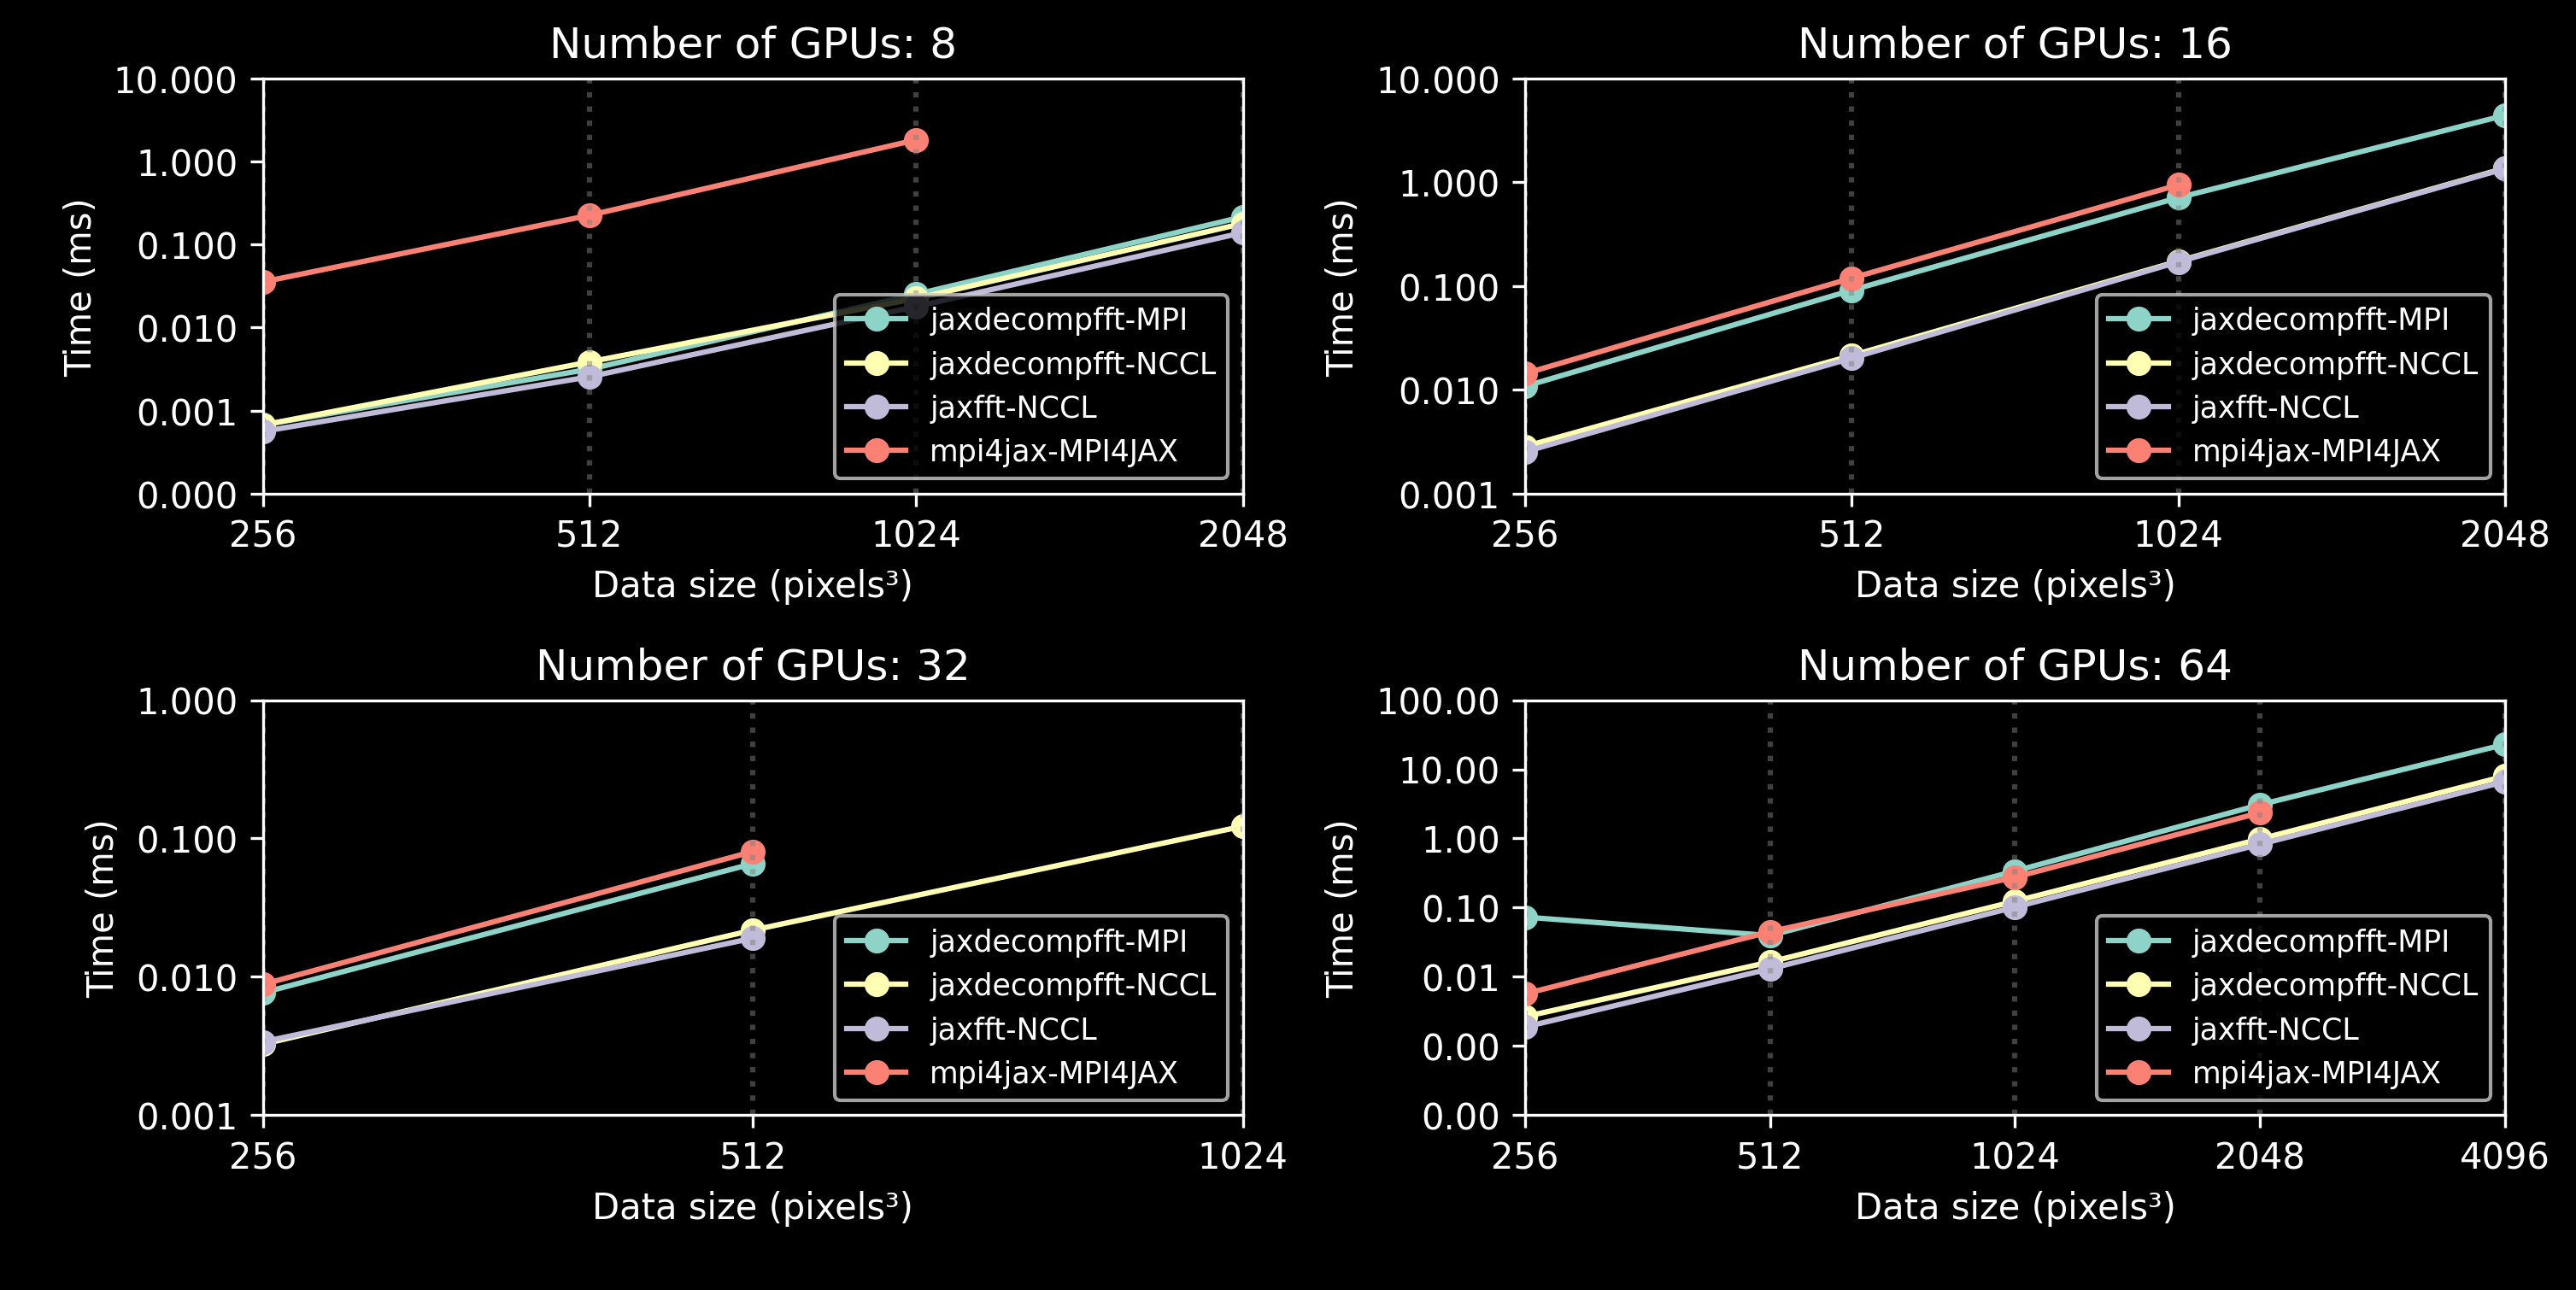 Number of GPUs: 8
10.000
1.000
0.100
0.010
0.001
0.000
Time (ms)
256 512 1024 2048
Data size (pixels³)
jaxdecompfft-MPI
jaxdecompfft-NCCL
jaxfft-NCCL
mpi4jax-MPI4JAX
Number of GPUs: 16
10.000
1.000
0.100
0.010
0.001
Time (ms)
256 512 1024 2048
Data size (pixels³)
jaxdecompfft-MPI
jaxdecompfft-NCCL
jaxfft-NCCL
mpi4jax-MPI4JAX
Number of GPUs: 32
1.000
0.100
0.010
0.001
Time (ms)
256 512 1024
Data size (pixels³)
jaxdecompfft-MPI
jaxdecompfft-NCCL
jaxfft-NCCL
mpi4jax-MPI4JAX
Number of GPUs: 64
100.00
10.00
1.00
0.10
0.01
0.00
0.00
Time (ms)
256 512 1024 2048 4096
Data size (pixels³)
jaxdecompfft-MPI
jaxdecompfft-NCCL
jaxfft-NCCL
mpi4jax-MPI4JAX